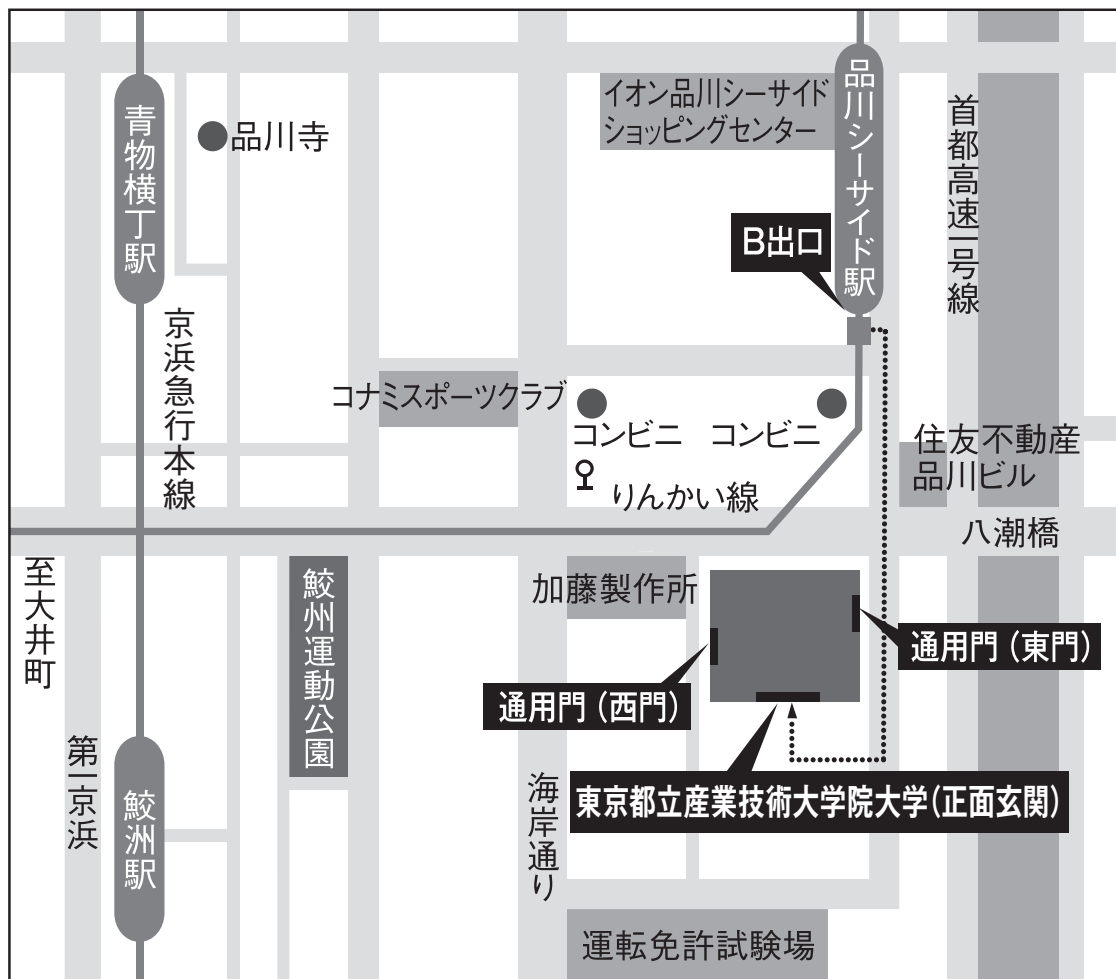 青物横丁駅
品川寺
イオン品川シーサイド
ショッピングセンター
品川シーサイド駅
首都高速一号線
B出口
京浜急行本線
コナミスポーツクラブ
コンビニ
コンビニ
りんかい線
住友不動産
品川ビル
八潮橋
至大井町
鮫州運動公園
加藤製作所
通用門(東門)
通用門(西門)
東京都立産業技術大学院大学(正面玄関)
第一京浜
鮫洲駅
海岸通り
運転免許試験場